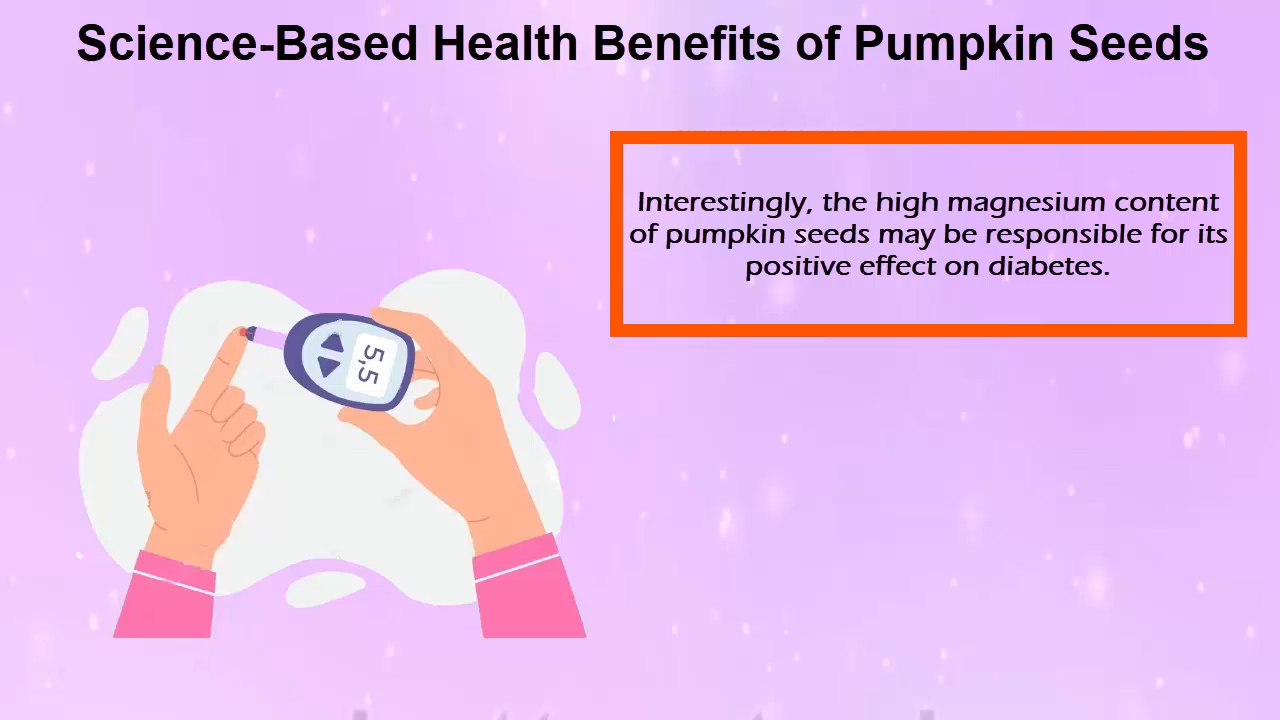 Science-Based Health Benefits of Pumpkin Seeds
Interestingly, the high magnesium content
of pumpkin seeds may be responsible for its
positive effect on diabetes.
5,5